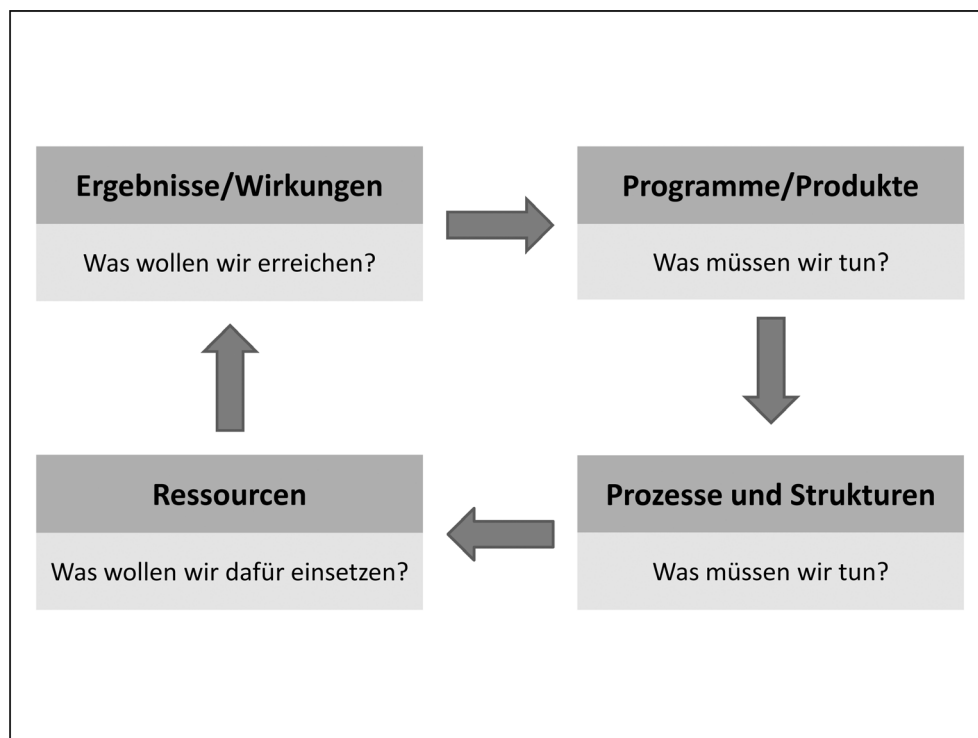 Ergebnisse/Wirkungen
Was wollen wir erreichen?
Programme/Produkte
Was müssen wir tun?
Ressourcen
Was wollen wir dafür einsetzen?
Prozesse und Strukturen
Was müssen wir tun?